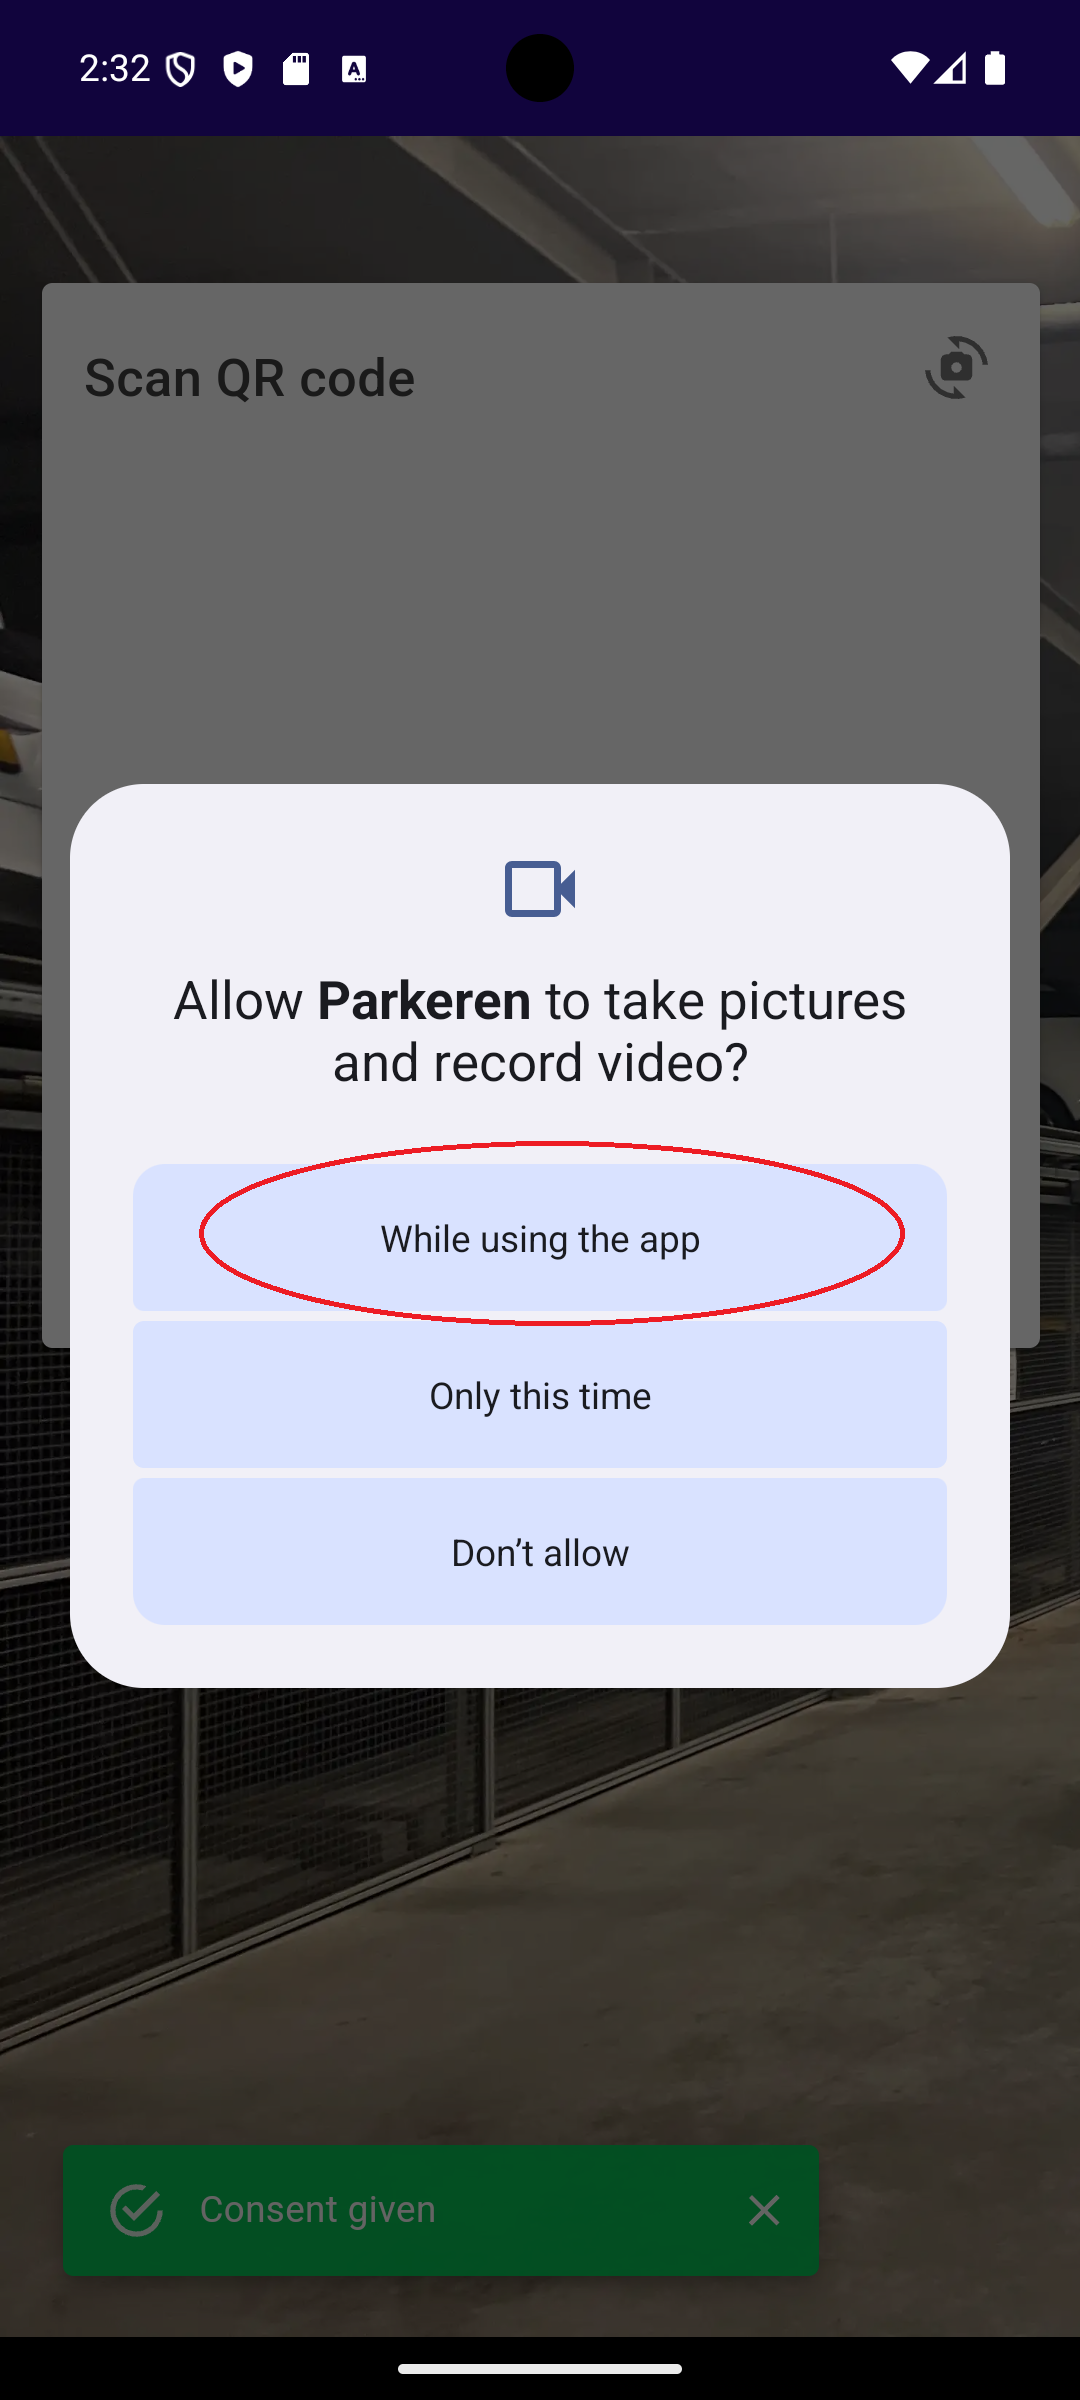 2:32
Scan QR code
Allow Parkeren to take pictures
and record video?
While using the app
Only this time
Don’t allow
Consent given